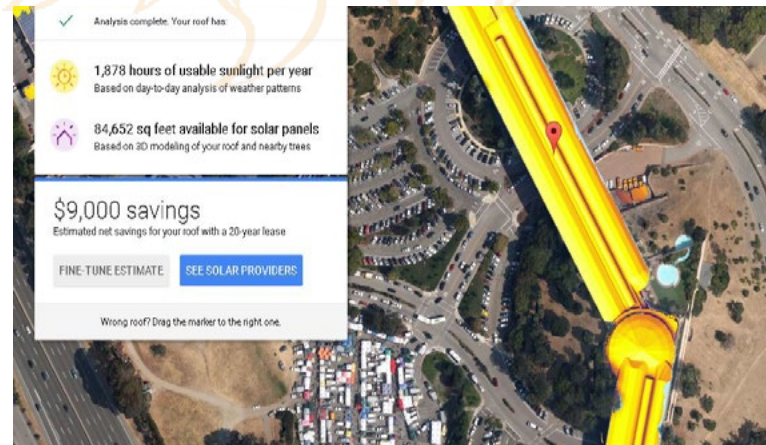 Analysis complete. Your roof has:
1,878 hours of usable sunlight per year
Based on day-to-day analysis of weather patterns
84,652 sq feet available for solar panels
Based on 3D modeling of your roof and nearby trees
$9,000 savings
Estimated net savings for your roof with a 20-year lease
FINE-TUNE ESTIMATE
SEE SOLAR PROVIDERS
Wrong roof? Drag the marker to the right one.